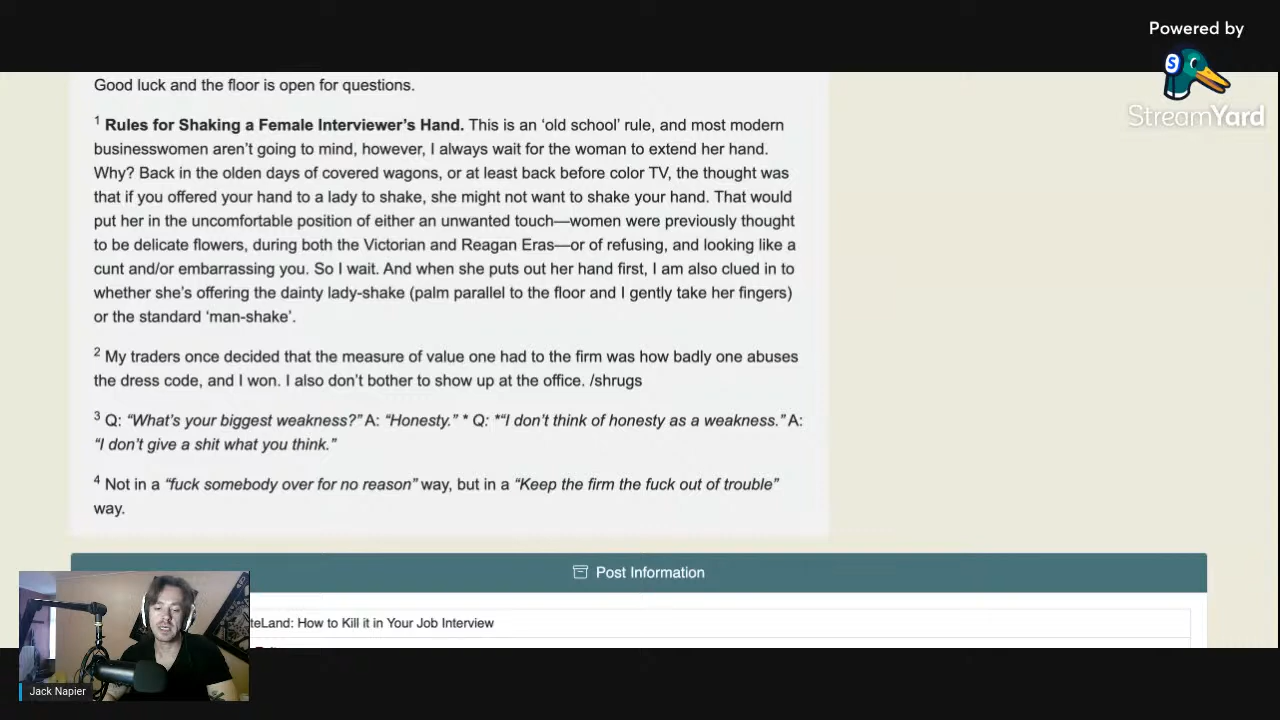 Powered by
StreamYard
Good luck and the floor is open for questions.
1 Rules for Shaking a Female Interviewer's Hand. This is an 'old school' rule, and most modern
businesswomen aren't going to mind, however, I always wait for the woman to extend her hand.
Why? Back in the olden days of covered wagons, or at least back before color TV, the thought was
that if you offered your hand to a lady to shake, she might not want to shake your hand. That would
put her in the uncomfortable position of either an unwanted touch—women were previously thought
to be delicate flowers, during both the Victorian and Reagan Eras—or of refusing, and looking like a
cunt and/or embarrassing you. So I wait. And when she puts out her hand first, I am also clued in to
whether she's offering the dainty lady-shake (palm parallel to the floor and I gently take her fingers)
or the standard 'man-shake'.
2 My traders once decided that the measure of value one had to the firm was how badly one abuses
the dress code, and I won. I also don't bother to show up at the office. /shrugs
3 Q: "What's your biggest weakness?" A: "Honesty." * Q: *"I don't think of honesty as a weakness." A:
"I don't give a shit what you think."
4 Not in a "fuck somebody over for no reason" way, but in a "Keep the firm the fuck out of trouble"
way.
Post Information
teLand: How to Kill it in Your Job Interview
Jack Napier